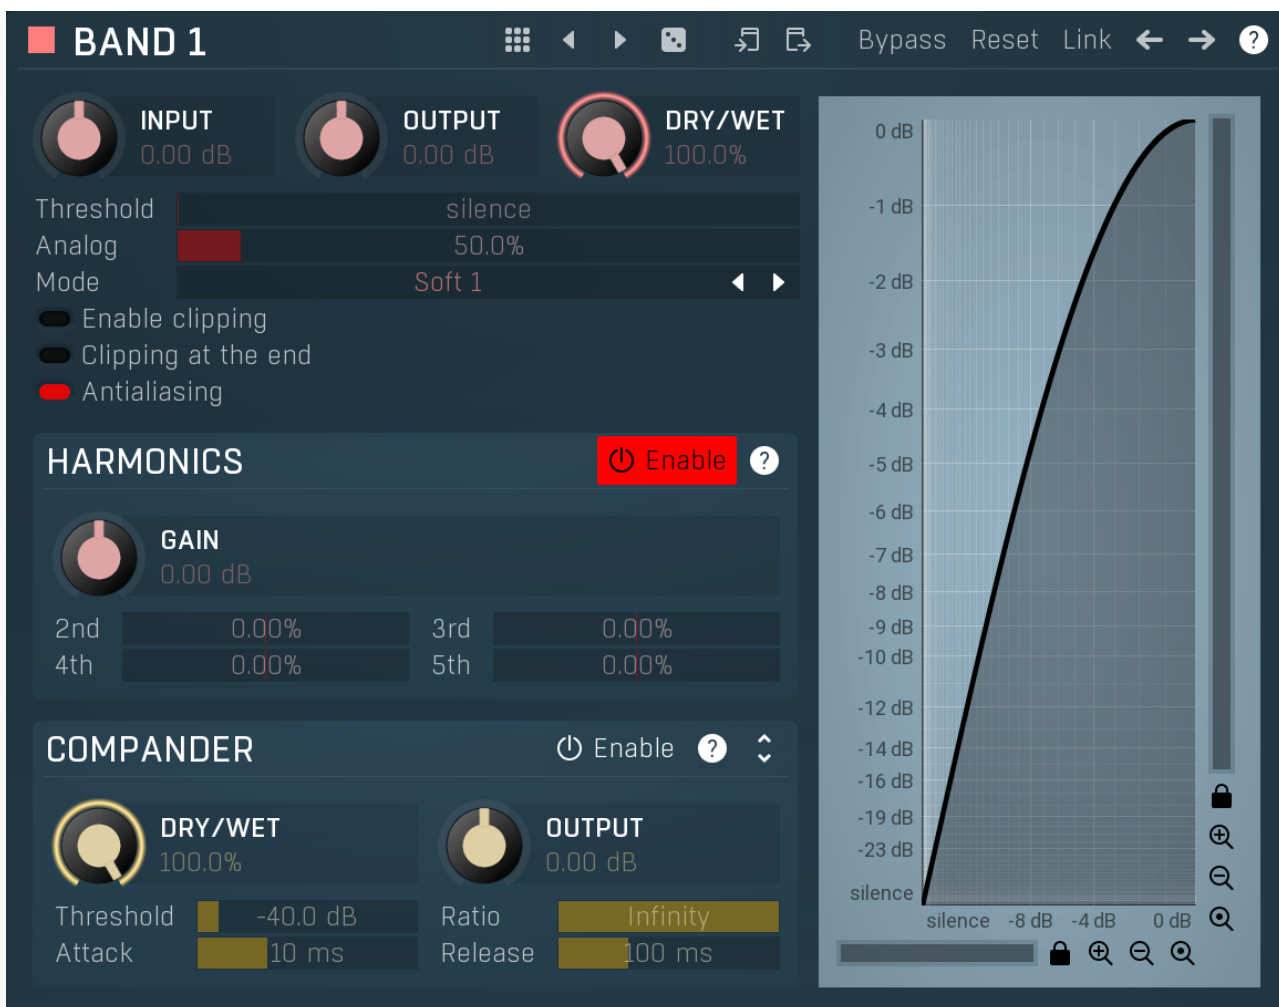 BAND 1
Bypass Reset Link ?
INPUT
0.00 dB
OUTPUT
0.00 dB
DRY/WET
100.0%
Threshold silence
Analog 50.0%
Mode Soft 1
Enable clipping
Clipping at the end
Antialiasing
HARMONICS
Enable ?
GAIN
0.00 dB
2nd 0.00% 3rd 0.00%
4th 0.00% 5th 0.00%
COMPANDER
Enable ?
DRY/WET
100.0%
OUTPUT
0.00 dB
Threshold -40.0 dB Ratio Infinity
Attack 10 ms Release 100 ms
0 dB
-1 dB
-2 dB
-3 dB
-4 dB
-5 dB
-6 dB
-7 dB
-8 dB
-9 dB
-10 dB
-12 dB
-14 dB
-16 dB
-19 dB
-23 dB
silence
silence -8 dB -4 dB 0 dB